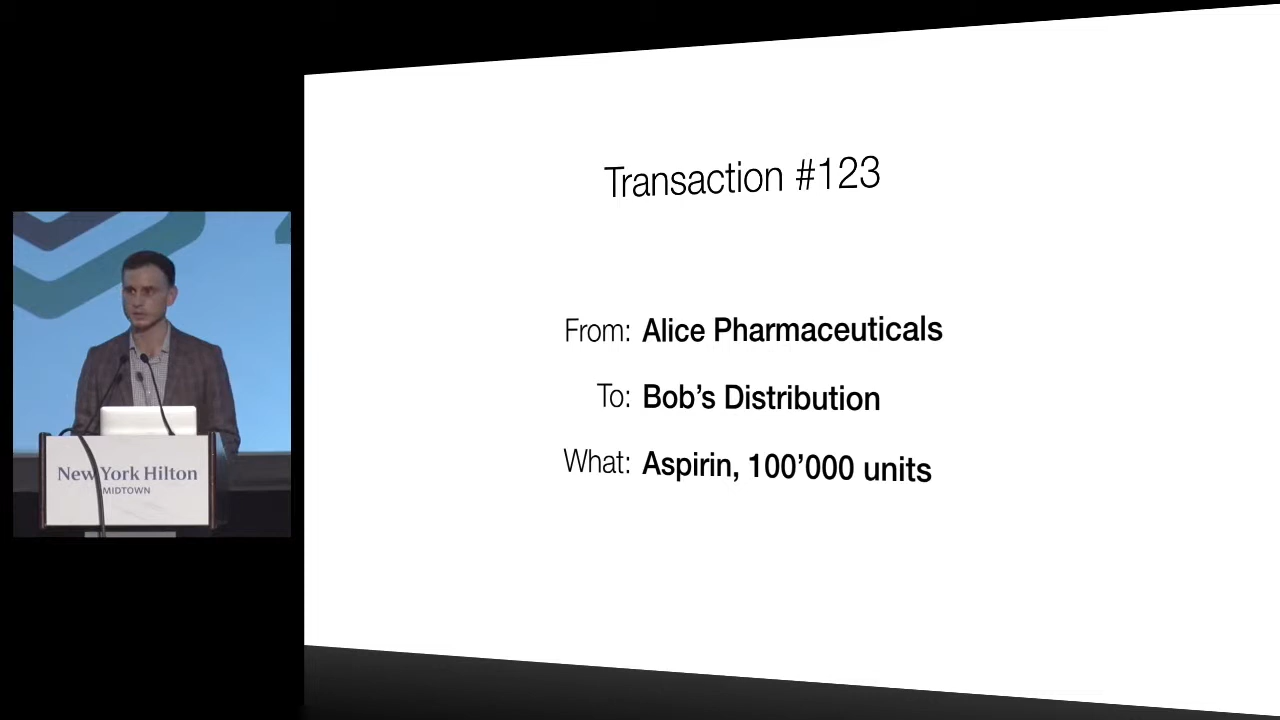 Transaction #123
From: Alice Pharmaceuticals
To: Bob’s Distribution
What: Aspirin, 100’000 units
New York Hilton
MIDTOWN